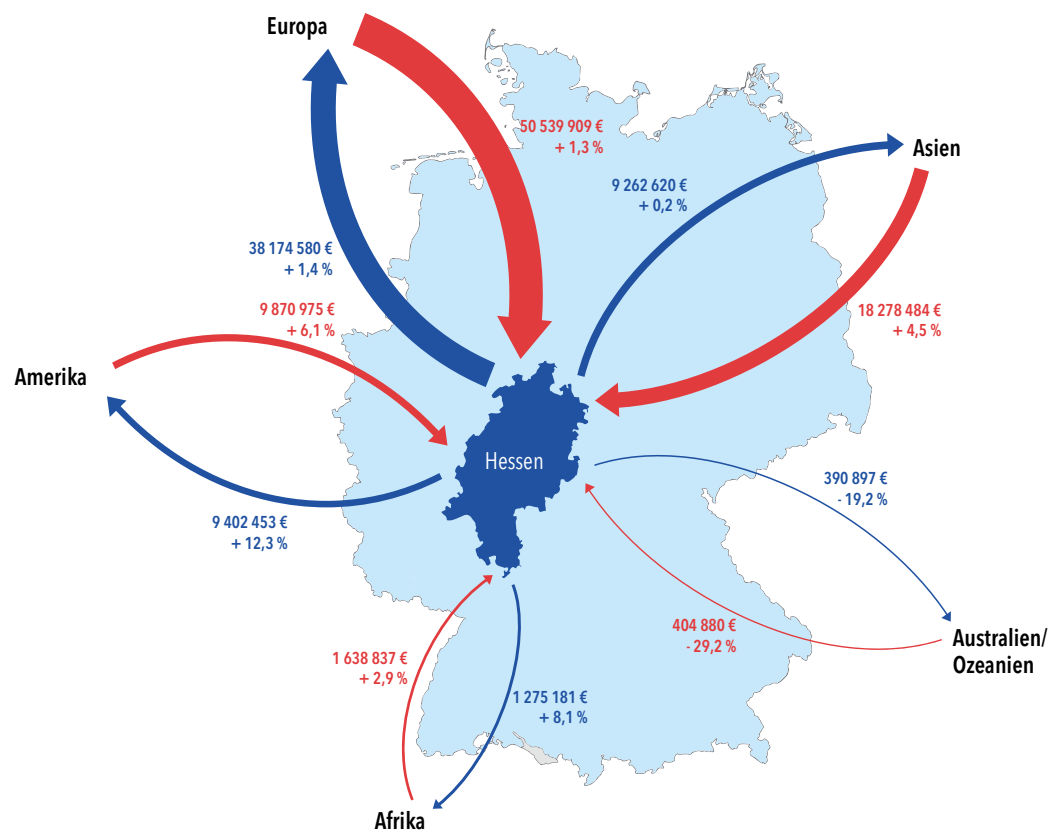 Europa
50 539 909 €
+ 1,3 %
Asien
9 262 620 €
+ 0,2 %
38 174 580 €
+ 1,4 %
9 870 975 €
+ 6,1 %
18 278 484 €
+ 4,5 %
Amerika
Hessen
390 897 €
- 19,2 %
9 402 453 €
+ 12,3 %
404 880 €
- 29,2 %
Australien/
Ozeanien
1 638 837 €
+ 2,9 %
1 275 181 €
+ 8,1 %
Afrika